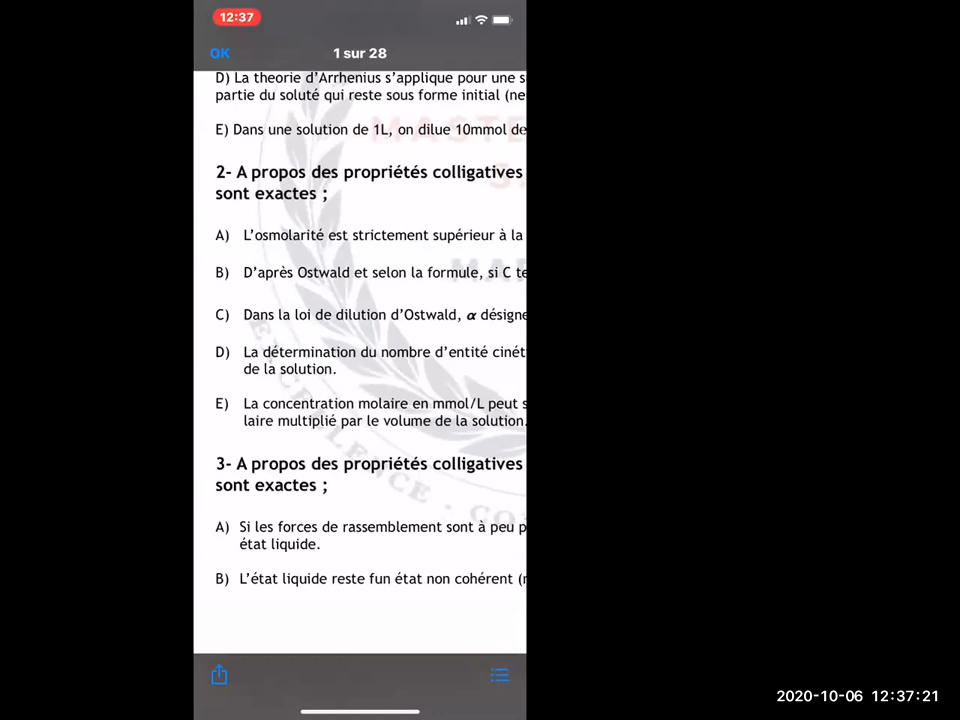 12:37
OK
1 sur 28
D) La theorie d'Arrhenius s'applique pour une s
partie du soluté qui reste sous forme initial (ne
E) Dans une solution de 1L, on dilue 10mmol de
MASTE
2- A propos des propriétés colligatives
sont exactes ;
A) L'osmolarité est strictement supérieur à la
B) D'après Ostwald et selon la formule, si C te
C) Dans la loi de dilution d'Ostwald, α désigne
D) La détermination du nombre d'entité cinét
de la solution.
E) La concentration molaire en mmol/L peut s
laire multiplié par le volume de la solution.
3- A propos des propriétés colligatives
sont exactes ;
A) Si les forces de rassemblement sont à peu p
état liquide.
B) L'état liquide reste fun état non cohérent (
EXCELLENCE . CO
2020-10-06 12:37:21